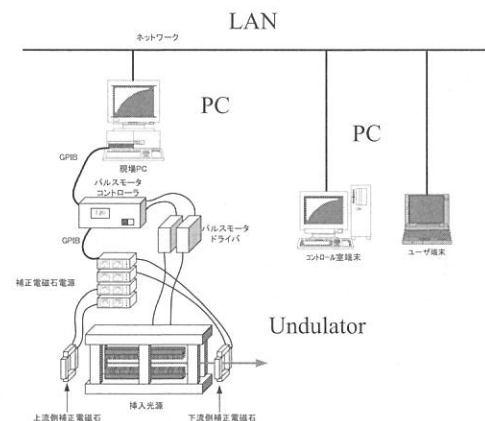 LAN
ネットワーク
PC
PC
GPIB
現場PC
パルスモータ
コントローラ
パルスモータ
ドライバ
コントロール室端末
ユーザ端末
GPIB
補正電磁石電源
Undulator
上流側補正電磁石
挿入光源
下流側補正電磁石